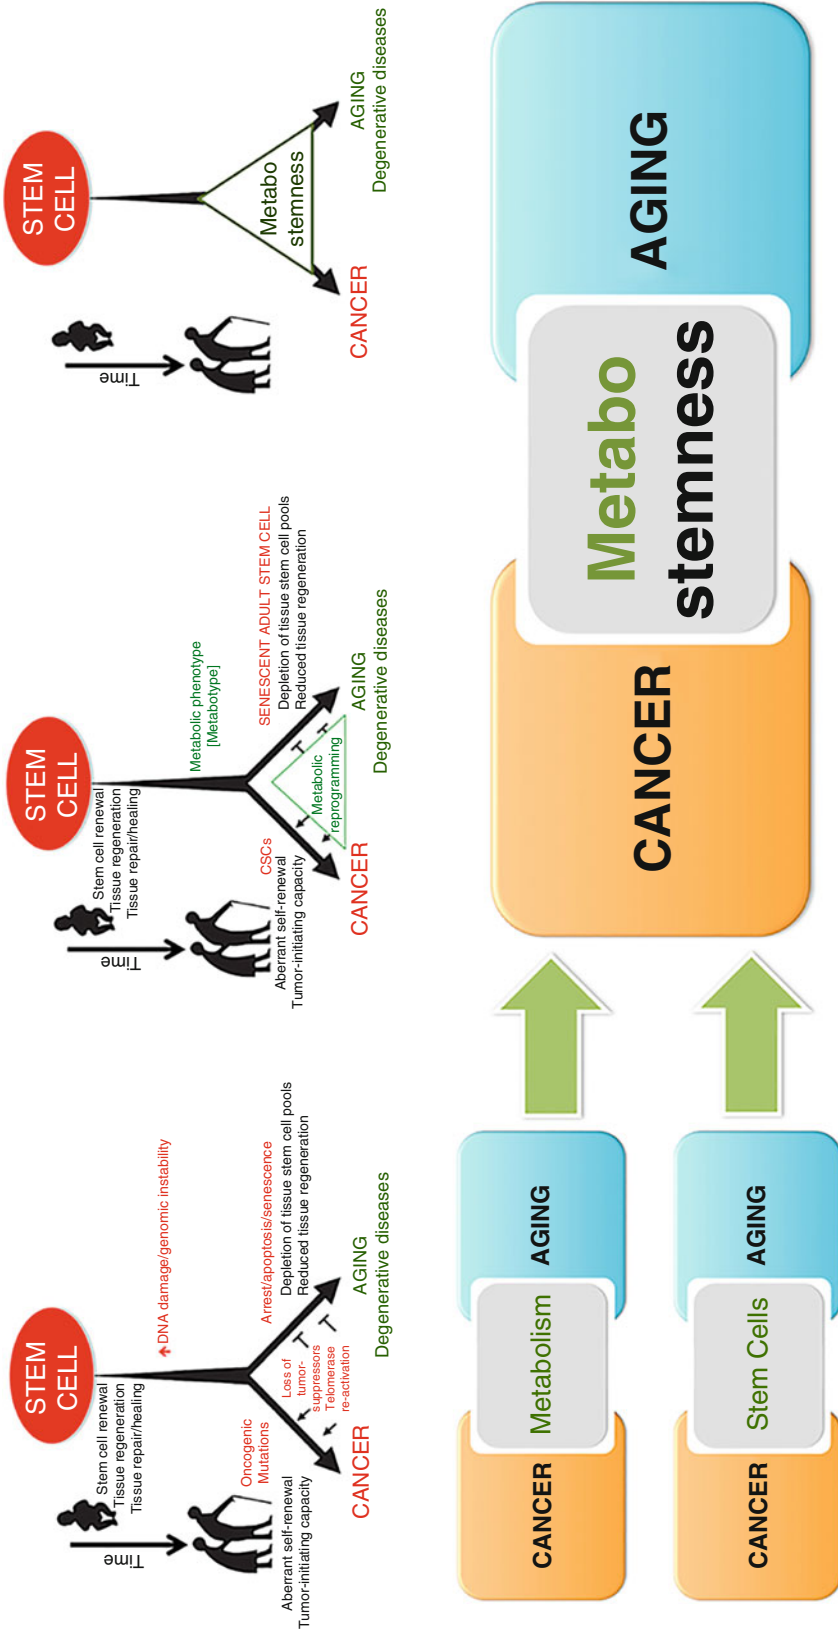 STEM
CELL
Time
Stem cell renewal
Tissue regeneration
Tissue repair/healing
DNA damage/genomic instability
Oncogenic
Mutations
Aberrant self-renewal
Tumor-initiating capacity
Loss of
tumor-
suppressors
Telomerase
re-activation
Arrest/apoptosis/senescence
Depletion of tissue stem cell pools
Reduced tissue regeneration
CANCER
AGING
Degenerative diseases
STEM
CELL
Time
Stem cell renewal
Tissue regeneration
Tissue repair/healing
Metabolic phenotype
[Metabotype]
CSCs
Aberrant self-renewal
Tumor-initiating capacity
Metabolic
reprogramming
SENESCENT ADULT STEM CELL
Depletion of tissue stem cell pools
Reduced tissue regeneration
CANCER
AGING
Degenerative diseases
STEM
CELL
Time
Metabo
stemness
CANCER
AGING
Degenerative diseases
CANCER
Metabolism
AGING
CANCER
Stem Cells
AGING
CANCER
Metabo
stemness
AGING